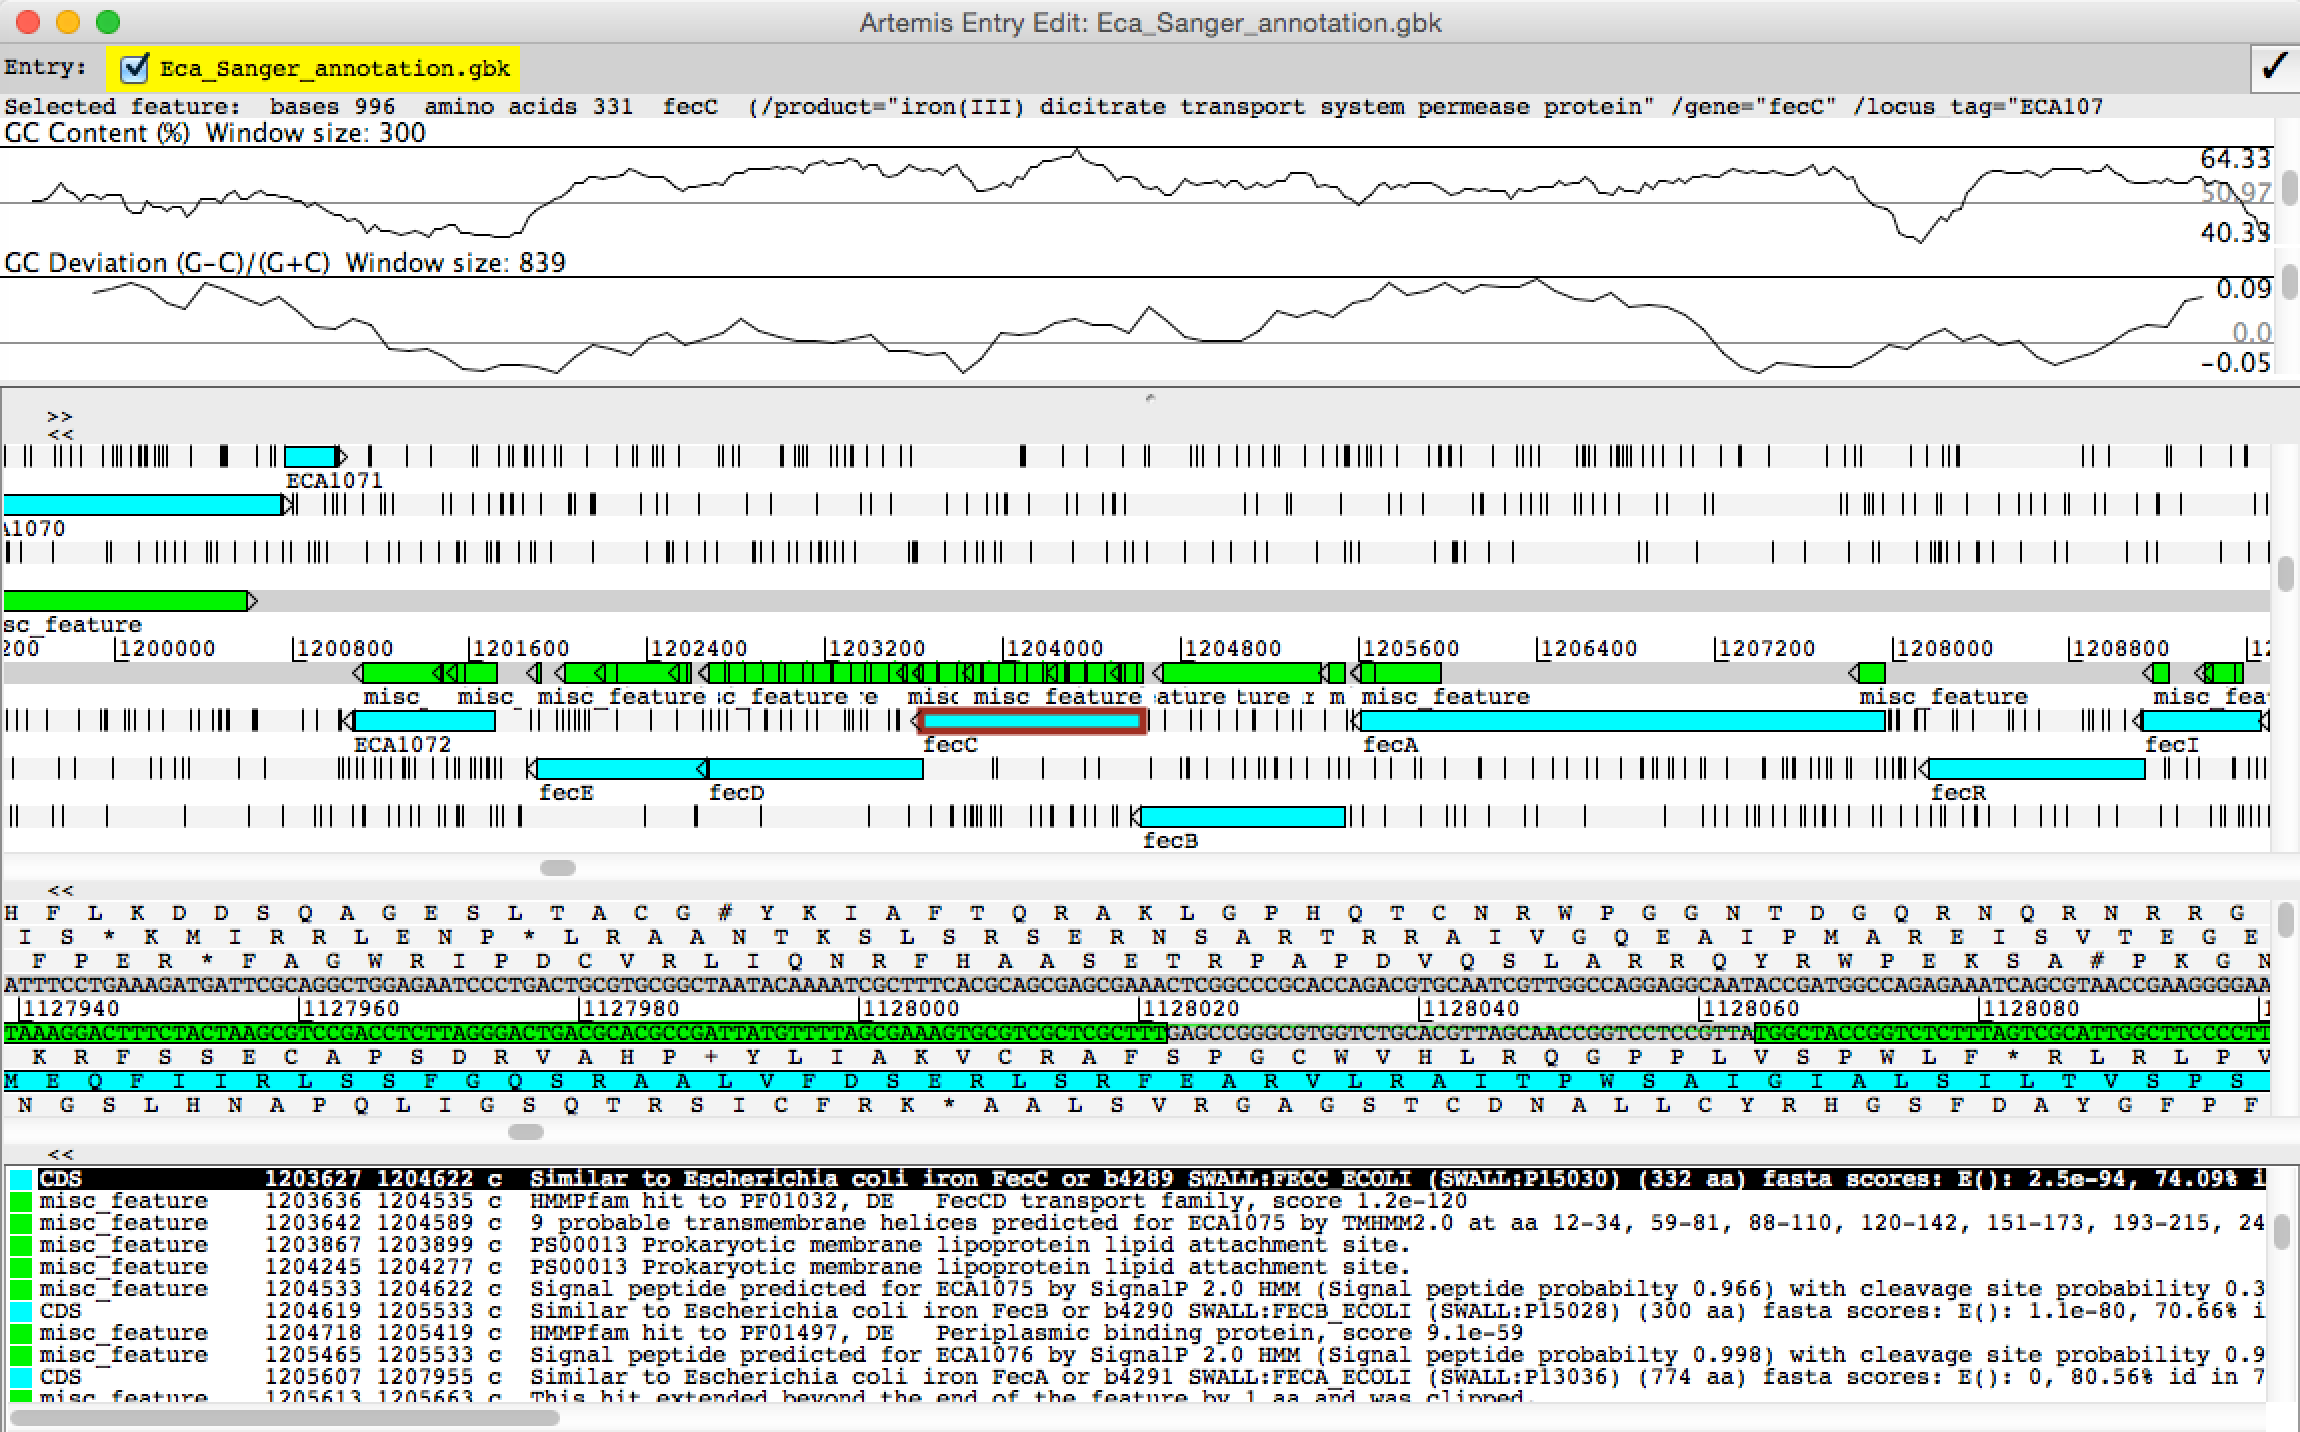 Artemis Entry Edit: Eca_Sanger_annotation.gbk
Entry: Eca_Sanger_annotation.gbk ✓
Selected feature: bases 996 amino acids 331 fecC (/product="iron(III) dicitrate transport system permease protein" /gene="fecC" /locus_tag="ECA107
GC Content (%) Window size: 300
64.33
50.97
40.33
GC Deviation (G-C)/(G+C) Window size: 839
0.09
0.0
-0.05
>>
<<
ECA1071
A1070
sc_feature
200 1200000 1200800 1201600 1202400 1203200 1204000 1204800 1205600 1206400 1207200 1208000 1208800 12
misc_ misc_ misc_feature sc_feature e misc misc_feature ature ture r m misc_feature misc_feature misc_fea
ECA1072 fecC fecA fecI
fecE fecD fecR
fecB
<<
H F L K D D S Q A G E S L T A C G # Y K I A F T Q R A K L G P H Q T C N R W P G G N T D G Q R N Q R N R R G
I S * K M I R R L E N P * L R A A N T K S L S R S E R N S A R T R R A I V G Q E A I P M A R E I S V T E G E
F P E R * F A G W R I P D C V R L I Q N R F H A A S E T R P A P D V Q S L A R R Q Y R W P E K S A # P K G N
ATTTCCTGAAAGATGATTCGCAGGCTGGAGAATCCCTGACTGCGTGCGGCTAATACAAAATCGCTTTCACGCAGCGAGCGAAACTCGGCCCGCACCAGACGTGCAATCGTTGGCCAGGAGGCAATACCGATGGCCAGAGAAATCAGCGTAACCGAAGGGGAA
1127940 1127960 1127980 1128000 1128020 1128040 1128060 1128080 1
TAAAGGACTTTCTACTAAGCGTCCGACCTCTTAGGGACTGACGCACGCCGATTATGTTTTAGCGAAAGTGCGTCGCTCGCTTTGAGCCGGGCGTGGTCTGCACGTTAGCAACCGGTCCTCCGTTATGGCTACCGGTCTCTTTAGTCGCATTGGCTTCCCCTT
K R F S S E C A P S D R V A H P + Y L I A K V C R A F S P G C W V H L R Q G P P L V S P W L F * R L R L P V
M E Q F I I R L S S F G Q S R A A L V F D S E R L S R F E A R V L R A I T P W S A I G I A L S I L T V S P S
N G S L H N A P Q L I G S Q T R S I C F R K * A A L S V R G A G S T C D N A L L C Y R H G S F D A Y G F P F
<<
CDS 1203627 1204622 c Similar to Escherichia coli iron FecC or b4289 SWALL:FECC_ECOLI (SWALL:P15030) (332 aa) fasta scores: E(): 2.5e-94, 74.09% i
misc_feature 1203636 1204535 c HMMPfam hit to PF01032, DE FecCD transport family, score 1.2e-120
misc_feature 1203642 1204589 c 9 probable transmembrane helices predicted for ECA1075 by TMHMM2.0 at aa 12-34, 59-81, 88-110, 120-142, 151-173, 193-215, 24
misc_feature 1203867 1203899 c PS00013 Prokaryotic membrane lipoprotein lipid attachment site.
misc_feature 1204245 1204277 c PS00013 Prokaryotic membrane lipoprotein lipid attachment site.
misc_feature 1204533 1204622 c Signal peptide predicted for ECA1075 by SignalP 2.0 HMM (Signal peptide probabilty 0.966) with cleavage site probability 0.3
CDS 1204619 1205533 c Similar to Escherichia coli iron FecB or b4290 SWALL:FECB_ECOLI (SWALL:P15028) (300 aa) fasta scores: E(): 1.1e-80, 70.66% i
misc_feature 1204718 1205419 c HMMPfam hit to PF01497, DE Periplasmic binding protein, score 9.1e-59
misc_feature 1205465 1205533 c Signal peptide predicted for ECA1076 by SignalP 2.0 HMM (Signal peptide probabilty 0.998) with cleavage site probability 0.9
CDS 1205607 1207955 c Similar to Escherichia coli iron FecA or b4291 SWALL:FECA_ECOLI (SWALL:P13036) (774 aa) fasta scores: E(): 0, 80.56% id in 7
misc_feature 1205613 1205663 c This hit extended beyond the end of the feature by 1 aa and was clipped.